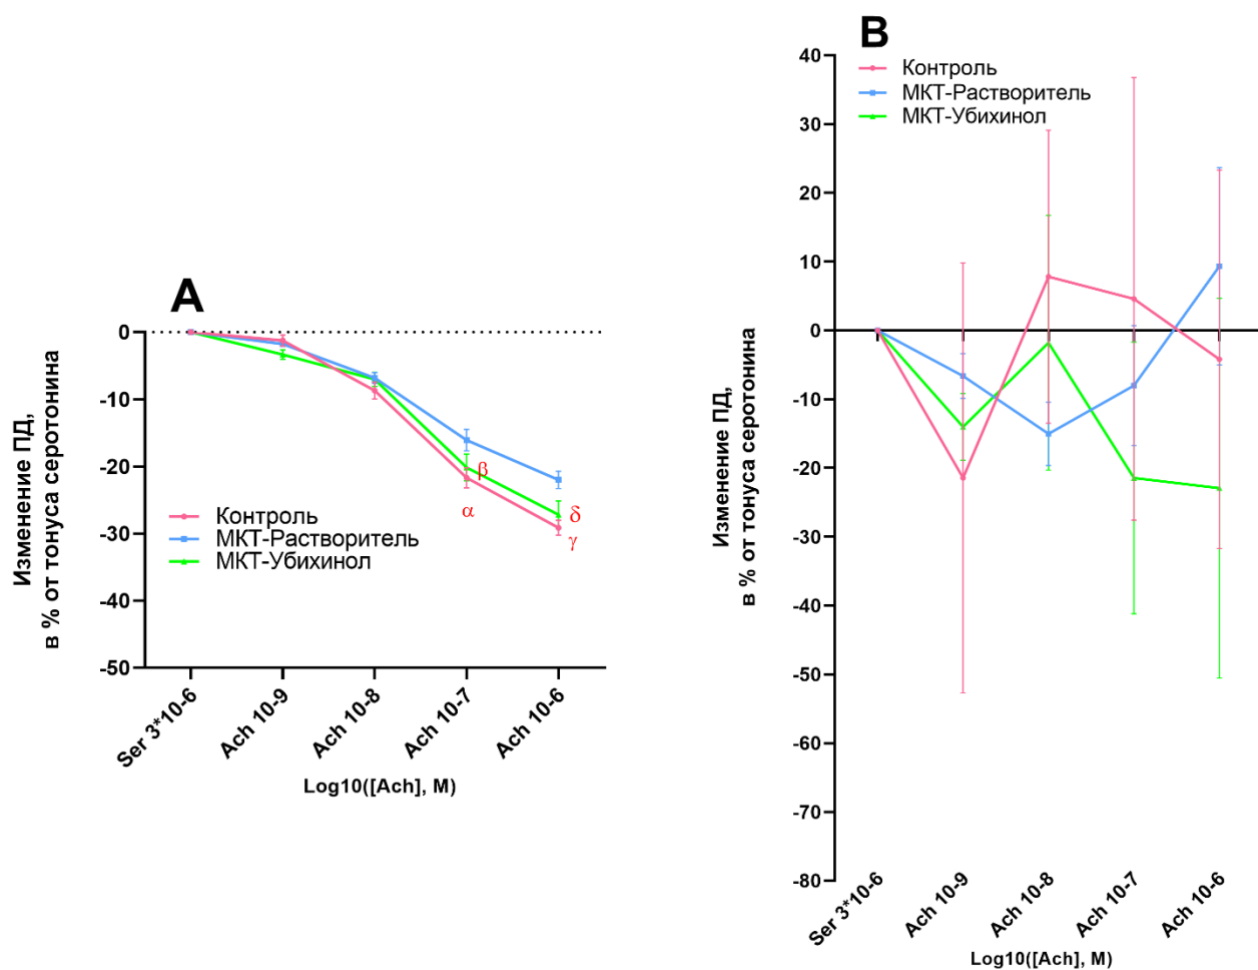 A
0
-10
-20
-30
-40
-50
Изменение ПД,
в % от тонуса серотонина
Контроль
МКТ-Растворитель
МКТ-Убихинол
α
β
γ
δ
Ser 3*10-6
Ach 10-9
Ach 10-8
Ach 10-7
Ach 10-6
Log10([Ach], M)
B
40
30
20
10
0
-10
-20
-30
-40
-50
-60
-70
-80
Изменение ПД,
в % от тонуса серотонина
Контроль
МКТ-Растворитель
МКТ-Убихинол
Ser 3*10-6
Ach 10-9
Ach 10-8
Ach 10-7
Ach 10-6
Log10([Ach], M)